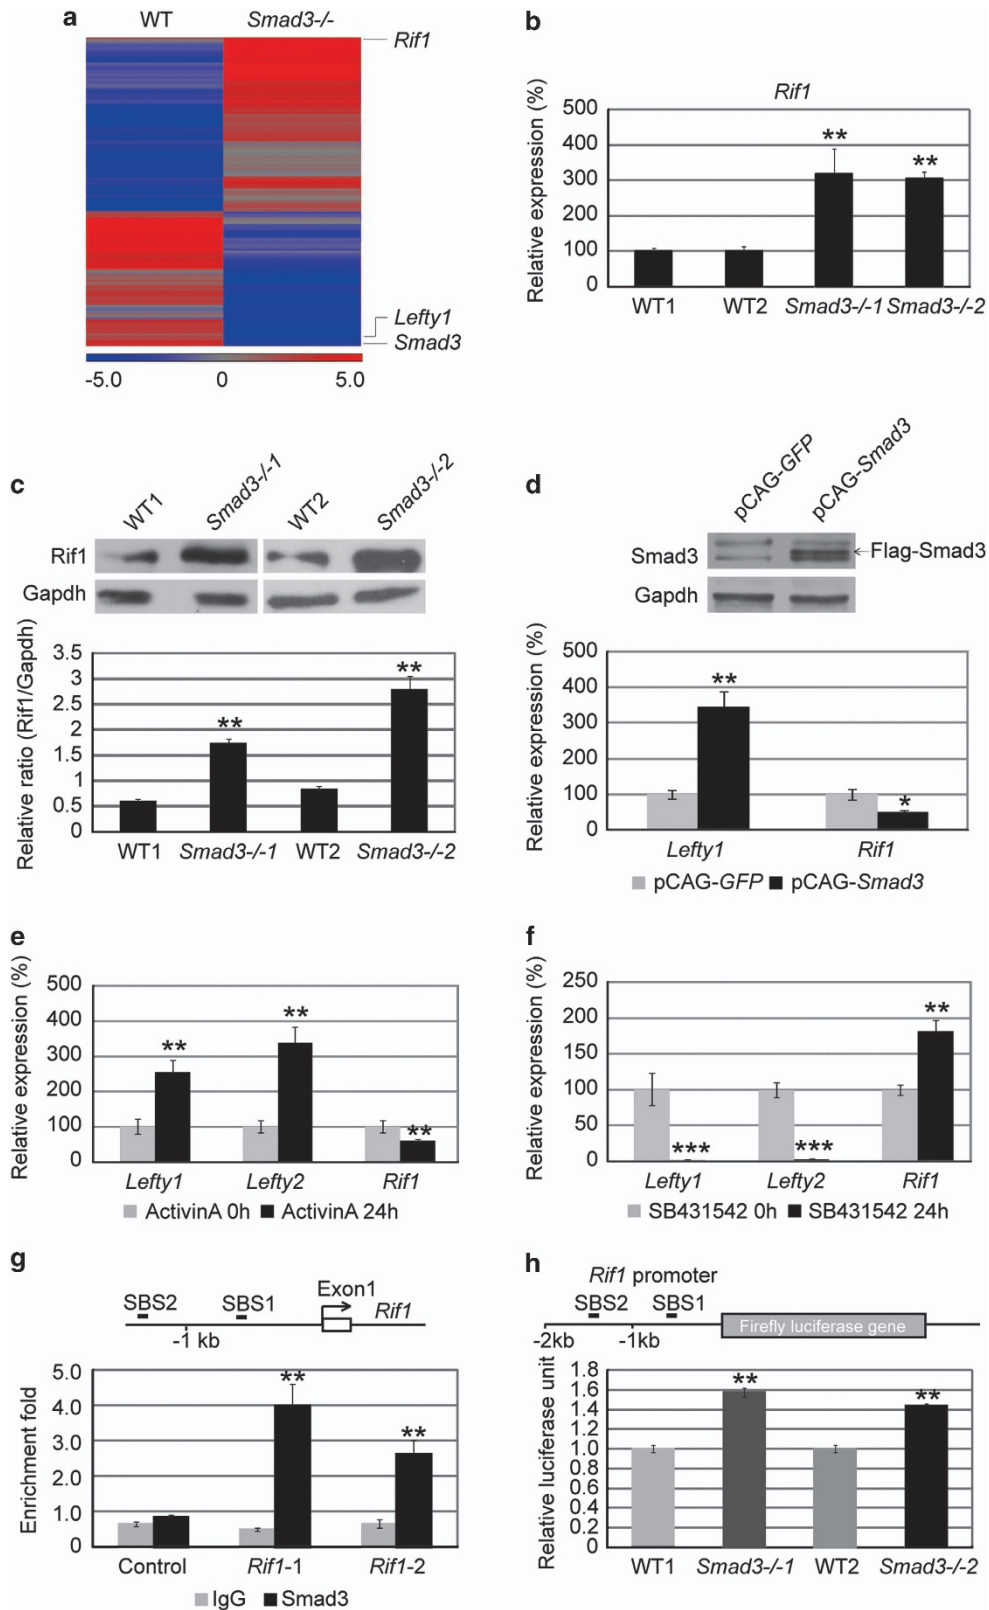 a
WT Smad3-/-
Rif1
Lefty1
Smad3
-5.0 0 5.0
b
Rif1
Relative expression (%)
500
400
300
200
100
0
** **
WT1 WT2 Smad3-/-1 Smad3-/-2
c
WT1 Smad3-/-1 WT2 Smad3-/-2
Rif1
Gapdh
Relative ratio (Rif1/Gapdh)
3.5
3
2.5
2
1.5
1
0.5
0
** **
WT1 Smad3-/-1 WT2 Smad3-/-2
d
pCAG-GFP pCAG-Smad3
Smad3
Flag-Smad3
Gapdh
Relative expression (%)
500
400
300
200
100
0
** *
Lefty1 Rif1
pCAG-GFP pCAG-Smad3
e
Relative expression (%)
500
400
300
200
100
0
** ** **
Lefty1 Lefty2 Rif1
ActivinA 0h ActivinA 24h
f
Relative expression (%)
250
200
150
100
50
0
*** *** **
Lefty1 Lefty2 Rif1
SB431542 0h SB431542 24h
g
SBS2 SBS1 Exon1 Rif1
-1 kb
Enrichment fold
5.0
4.0
3.0
2.0
1.0
0
** **
Control Rif1-1 Rif1-2
IgG Smad3
h
Rif1 promoter
SBS2 SBS1
Firefly luciferase gene
-2kb -1kb
Relative luciferase unit
1.8
1.6
1.4
1.2
1.0
0.8
0.6
0.4
0.2
0
** **
WT1 Smad3-/-1 WT2 Smad3-/-2